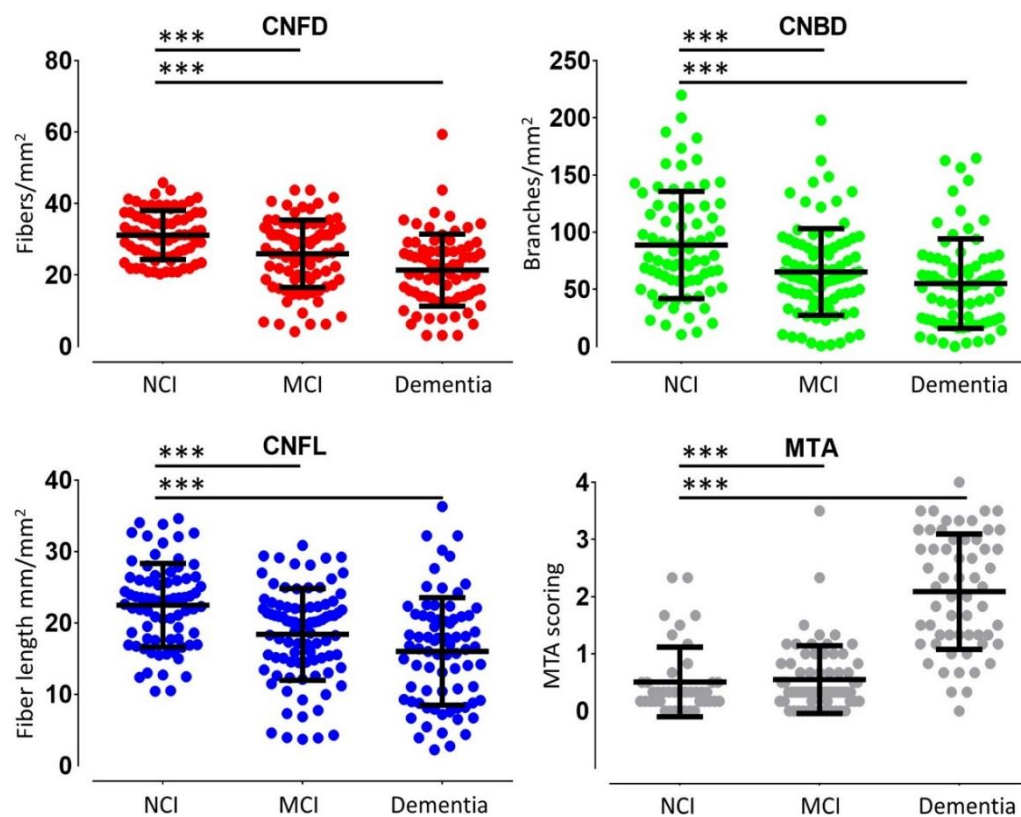 CNFD
***
***
Fibers/mm²
80
60
40
20
0
NCI MCI Dementia
CNBD
***
***
Branches/mm²
250
200
150
100
50
0
NCI MCI Dementia
CNFL
***
***
Fiber length mm/mm²
40
30
20
10
0
NCI MCI Dementia
MTA
***
***
MTA scoring
4
3
2
1
0
NCI MCI Dementia